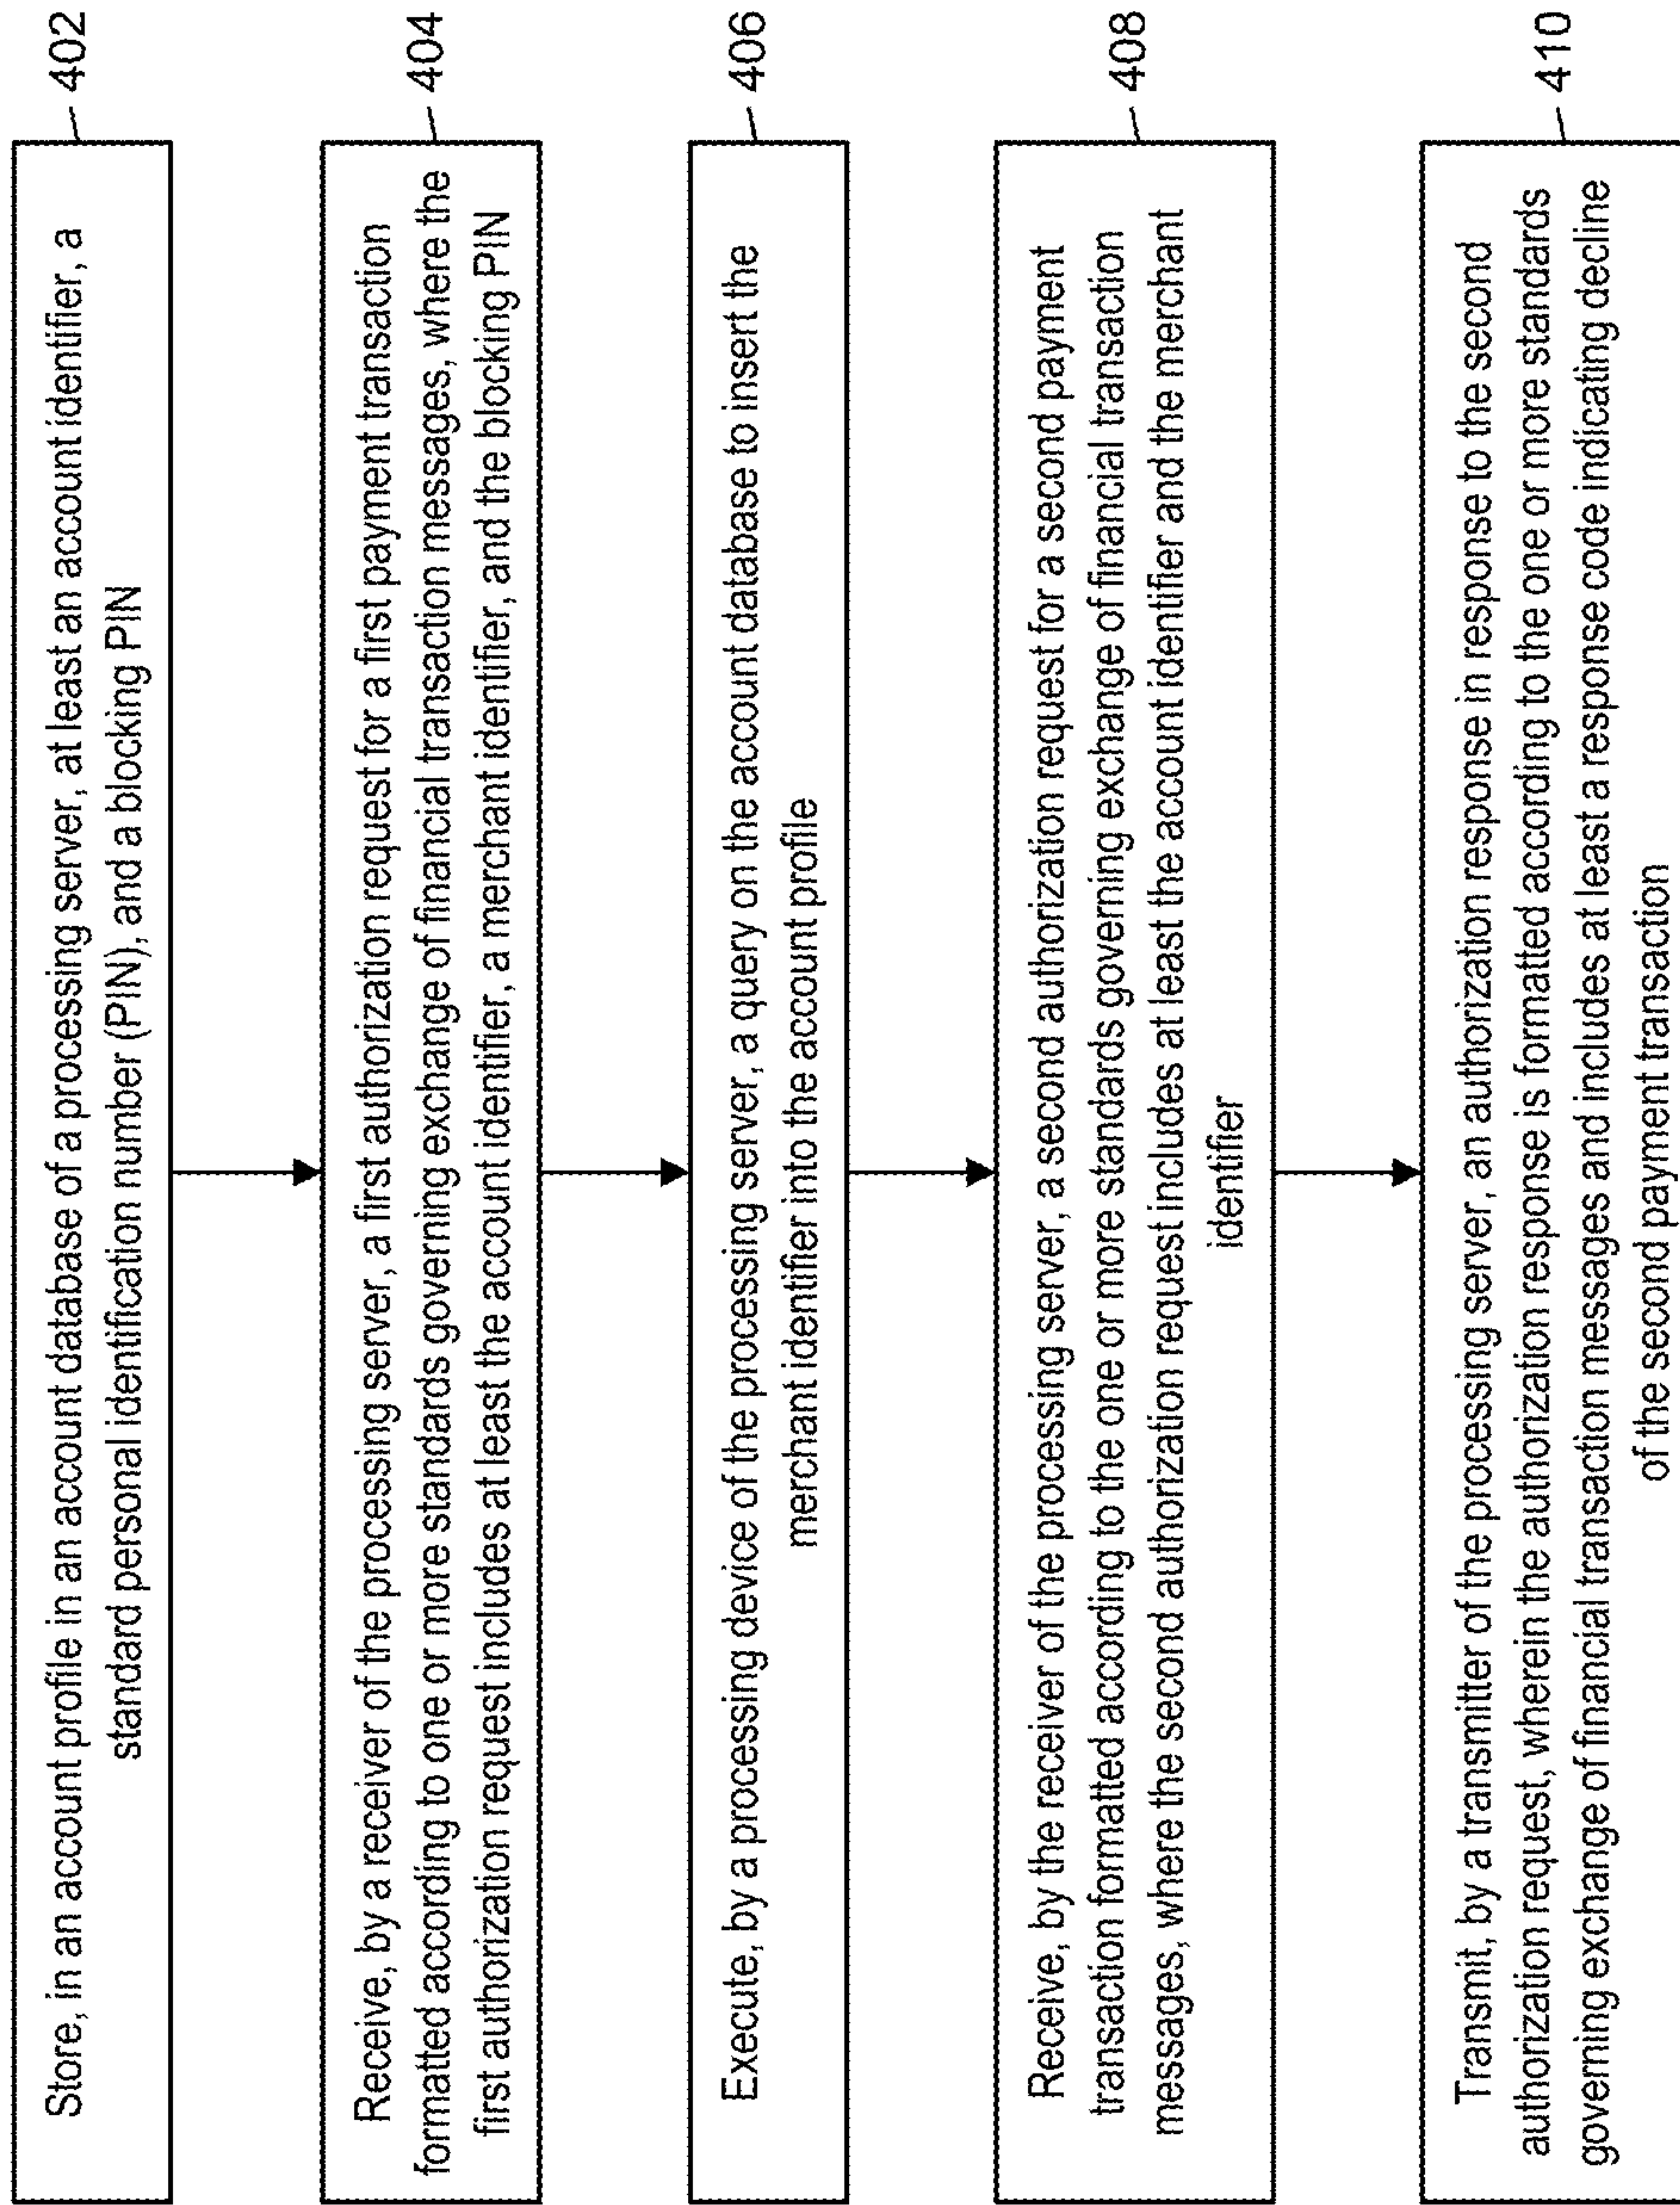 Store, in an account profile in an account database of a processing server, at least an account identifier, a
standard personal identification number (PIN), and a blocking PIN
402
Receive, by a receiver of the processing server, a first authorization request for a first payment transaction
formatted according to one or more standards governing exchange of financial transaction messages, where the
first authorization request includes at least the account identifier, a merchant identifier, and the blocking PIN
404
Execute, by a processing device of the processing server, a query on the account database to insert the
merchant identifier into the account profile
406
Receive, by the receiver of the processing server, a second authorization request for a second payment
transaction formatted according to the one or more standards governing exchange of financial transaction
messages, where the second authorization request includes at least the account identifier and the merchant
identifier
408
Transmit, by a transmitter of the processing server, an authorization response in response to the second
authorization request, wherein the authorization response is formatted according to the one or more standards
governing exchange of financial transaction messages and includes at least a response code indicating decline
of the second payment transaction
410